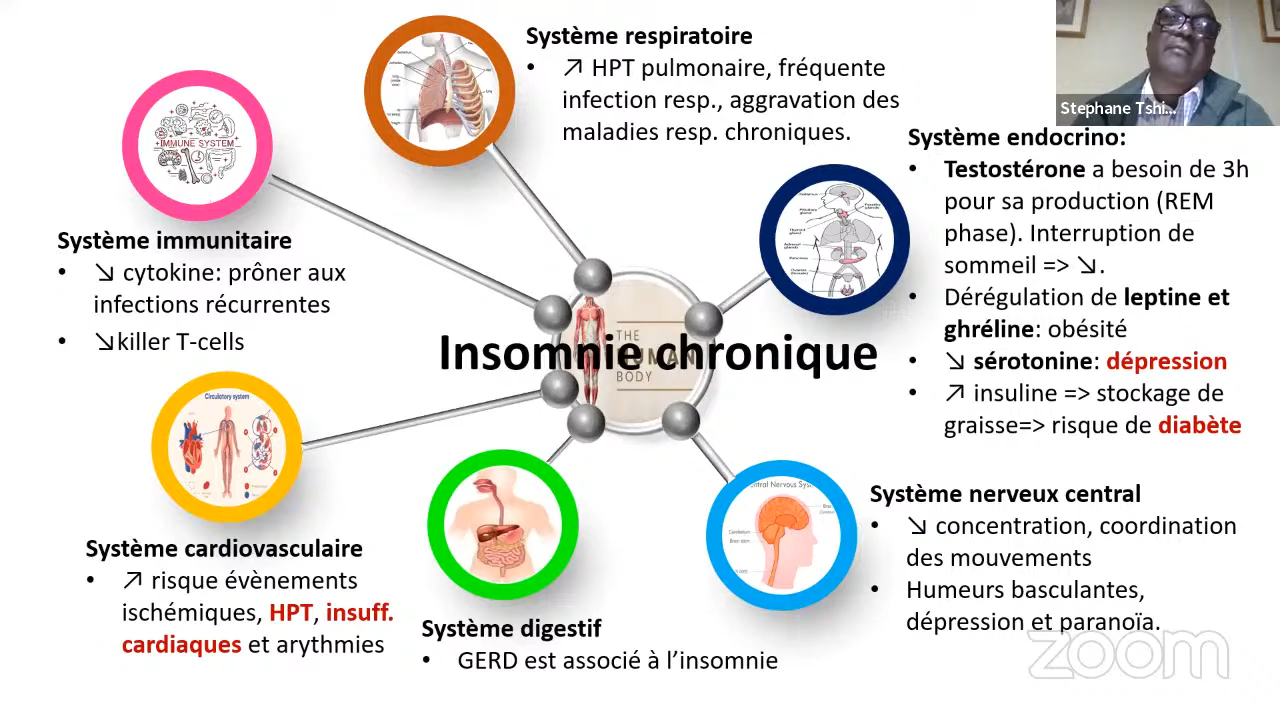 Système respiratoire
• ↗ HPT pulmonaire, fréquente
infection resp., aggravation des
maladies resp. chroniques.
Stephane Tshi...
IMMUNE SYSTEM
Système immunitaire
• ↘ cytokine: prôner aux
infections récurrentes
• ↘killer T-cells
Système endocrino:
• Testostérone a besoin de 3h
pour sa production (REM
phase). Interruption de
sommeil => ↘.
• Dérégulation de leptine et
ghréline: obésité
• ↘ sérotonine: dépression
• ↗ insuline => stockage de
graisse=> risque de diabète
THE
HUMAN
BODY
Insomnie chronique
Circulatory system
Système cardiovasculaire
• ↗ risque évènements
ischémiques, HPT, insuff.
cardiaques et arythmies
Système digestif
• GERD est associé à l’insomnie
Cerebellum
Brain stem
Système nerveux central
• ↘ concentration, coordination
des mouvements
• Humeurs basculantes,
dépression et paranoïa.
zoom